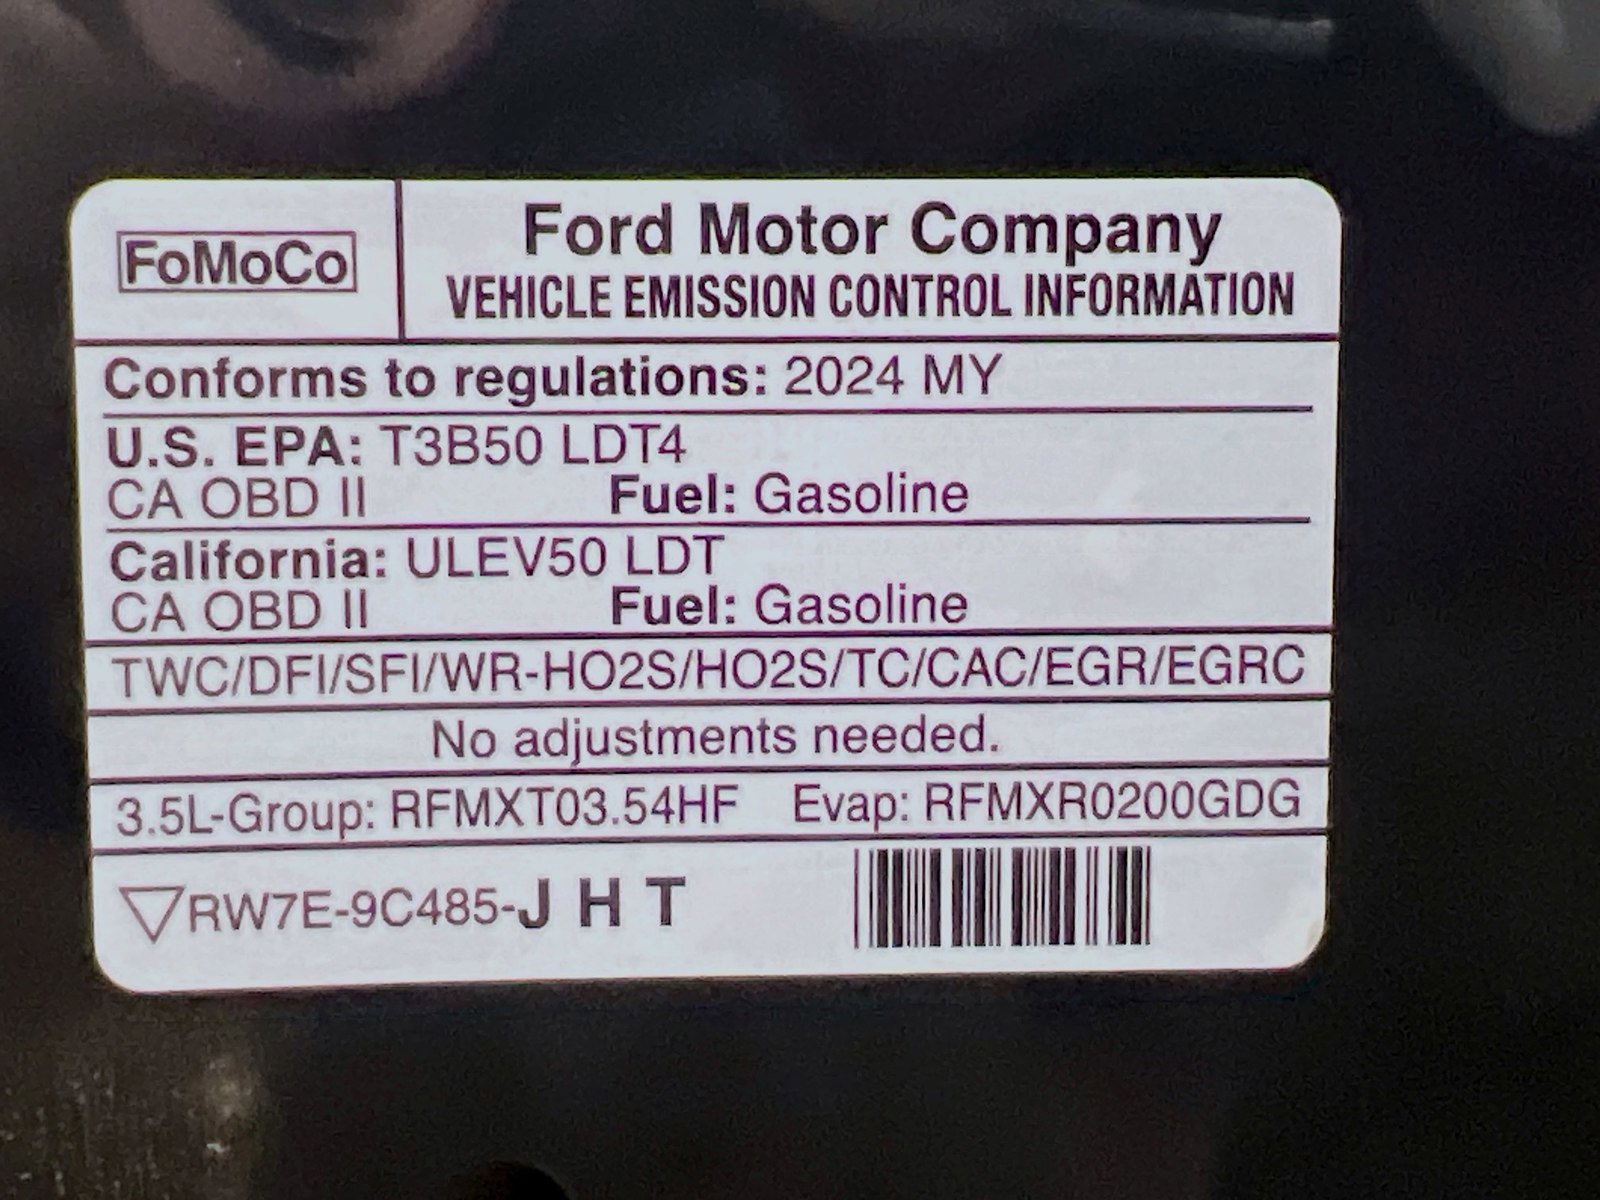 FoMoCo
Ford Motor Company
VEHICLE EMISSION CONTROL INFORMATION
Conforms to regulations: 2024 MY
U.S. EPA: T3B50 LDT4
CA OBD II Fuel: Gasoline
California: ULEV50 LDT
CA OBD II Fuel: Gasoline
TWC/DFI/SFI/WR-HO2S/HO2S/TC/CAC/EGR/EGRC
No adjustments needed.
3.5L-Group: RFMXT03.54HF Evap: RFMXR0200GDG
RW7E-9C485-J H T